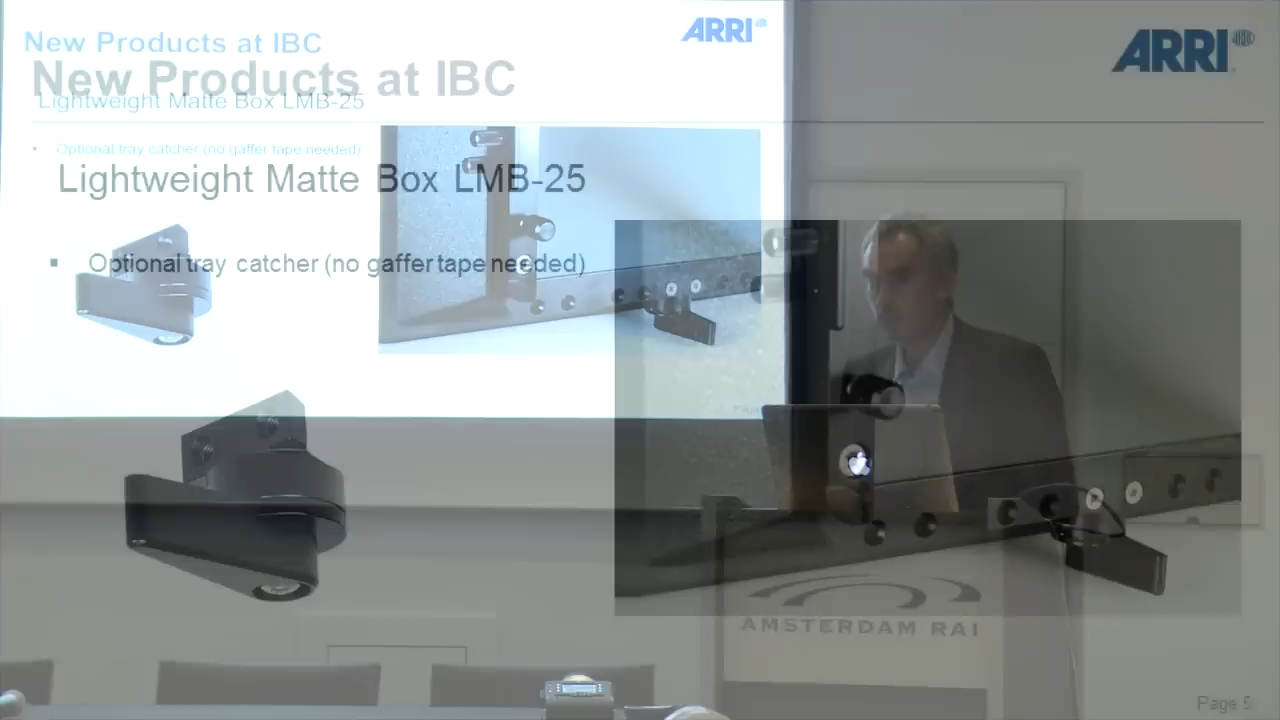 New Products at IBC
ARRI
ARRI
New Products at IBC
Lightweight Matte Box LMB-25
Optional tray catcher (no gaffer tape needed)
Lightweight Matte Box LMB-25
Optional tray catcher (no gaffer tape needed)
AMSTERDAM RAI
Page 5